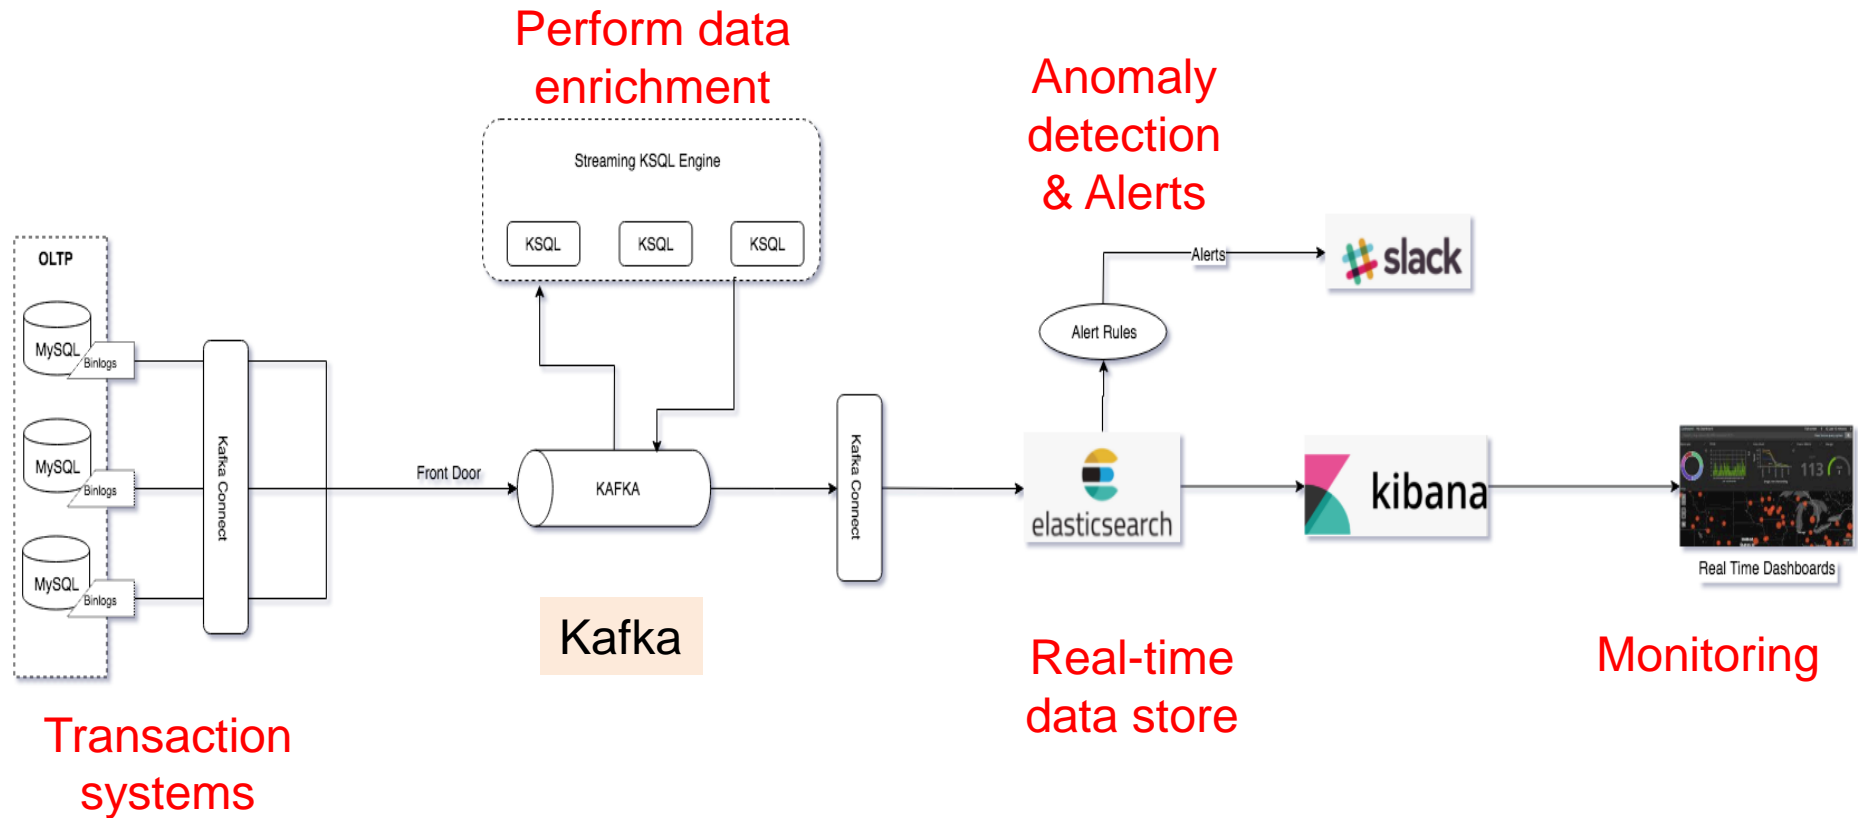 Perform data
enrichment
Streaming KSQL Engine
KSQL
KSQL
KSQL
Anomaly
detection
& Alerts
Alerts
slack
Alert Rules
OLTP
MySQL
Binlogs
MySQL
Binlogs
MySQL
Binlogs
Kafka Connect
Front Door
KAFKA
Kafka Connect
elasticsearch
kibana
113
Real Time Dashboards
Kafka
Real-time
data store
Monitoring
Transaction
systems